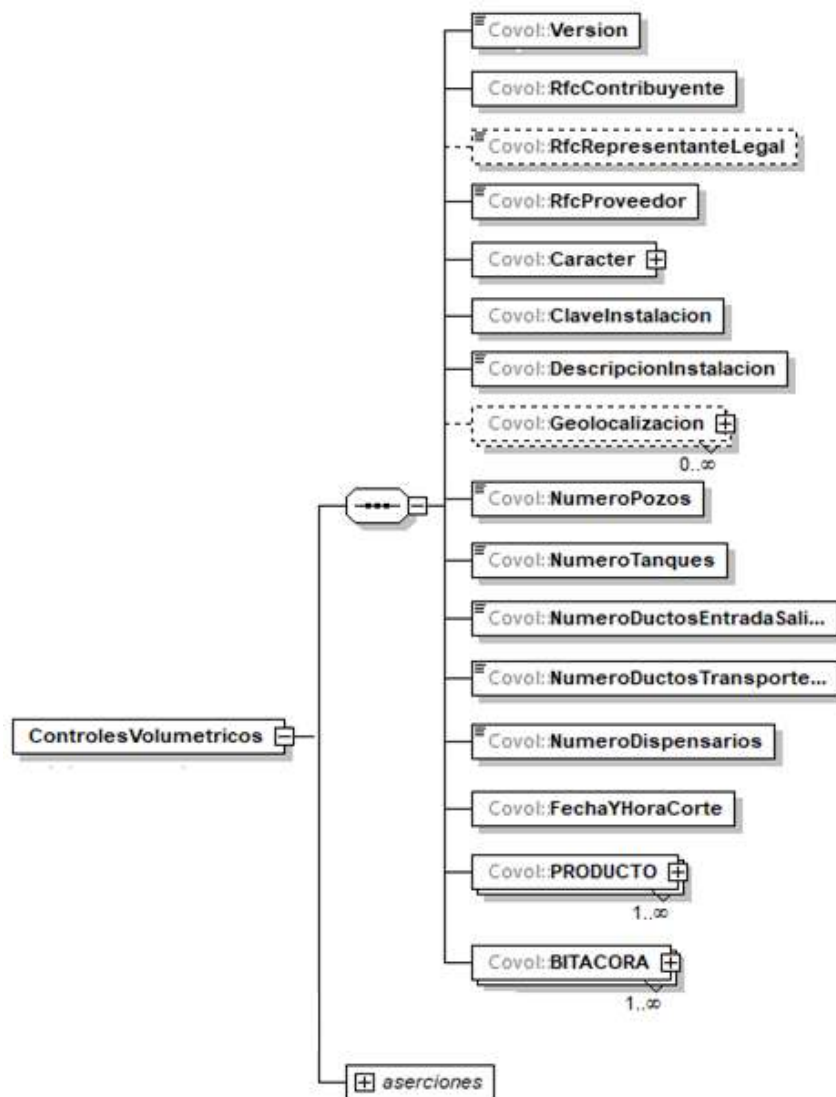 Covol::Version
Covol::RfcContribuyente
Covol::RfcRepresentanteLegal
Covol::RfcProveedor
Covol::Caracter
Covol::ClaveInstalacion
Covol::DescripcionInstalacion
Covol::Geolocalizacion
0..∞
Covol::NumeroPozos
Covol::NumeroTanques
Covol::NumeroDuctosEntradaSali...
Covol::NumeroDuctosTransporte...
ControlesVolumetricos
Covol::NumeroDispensarios
Covol::FechaYHoraCorte
Covol::PRODUCTO
1..∞
Covol::BITACORA
1..∞
aserciones